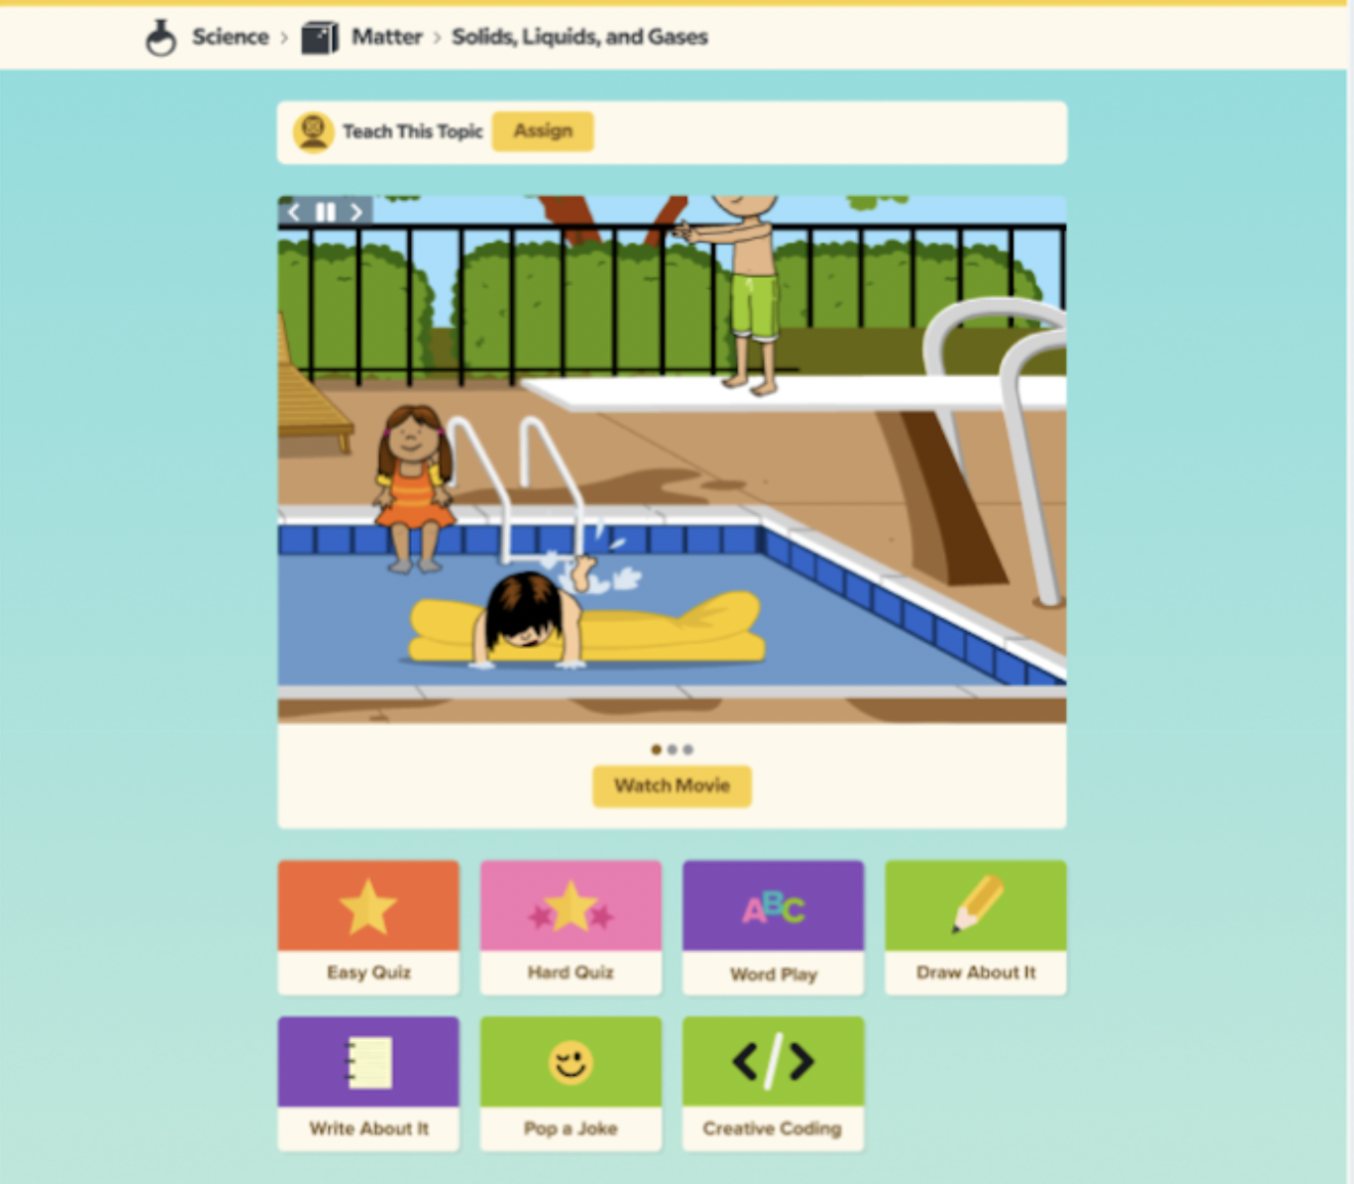 Science › Matter › Solids, Liquids, and Gases
Teach This Topic Assign
Watch Movie
Easy Quiz Hard Quiz Word Play Draw About It
Write About It Pop a Joke Creative Coding
ABC